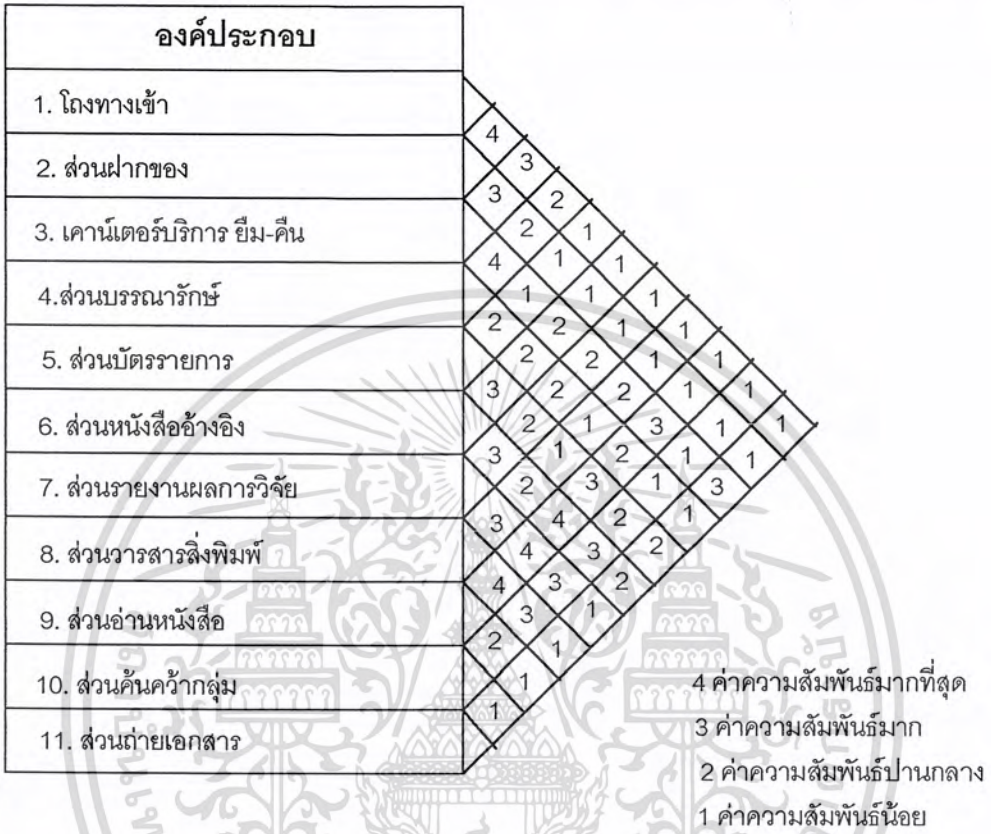 องค์ประกอบ
1. โถงทางเข้า
4
2. ส่วนฝากของ 3
3 2
3. เคาน์เตอร์บริการ ยืม-คืน 2 1
4 1 1
4.ส่วนบรรณารักษ์ 1 1 1
2 2 1 1
5. ส่วนบัตรรายการ 2 2 1 1
3 2 2 1 1
6. ส่วนหนังสืออ้างอิง 2 1 3 1 1
3 1 2 1 1
7. ส่วนรายงานผลการวิจัย 2 3 1 3
3 4 2 1
8. ส่วนวารสารสิ่งพิมพ์ 4 3 2
4 3 2
9. ส่วนอ่านหนังสือ 3 1
2 1
10. ส่วนค้นคว้ากลุ่ม 1
1
11. ส่วนถ่ายเอกสาร
4 ค่าความสัมพันธ์มากที่สุด
3 ค่าความสัมพันธ์มาก
2 ค่าความสัมพันธ์ปานกลาง
1 ค่าความสัมพันธ์น้อย